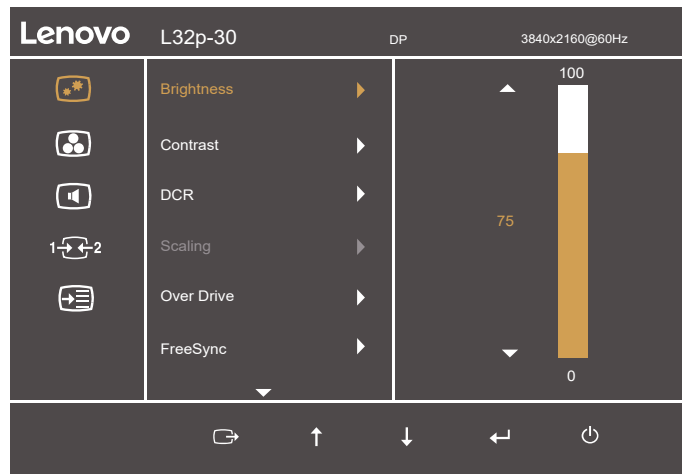 Lenovo L32p-30 DP 3840x2160@60Hz
Brightness
Contrast
DCR
Scaling
Over Drive
FreeSync
1 2
100
75
0